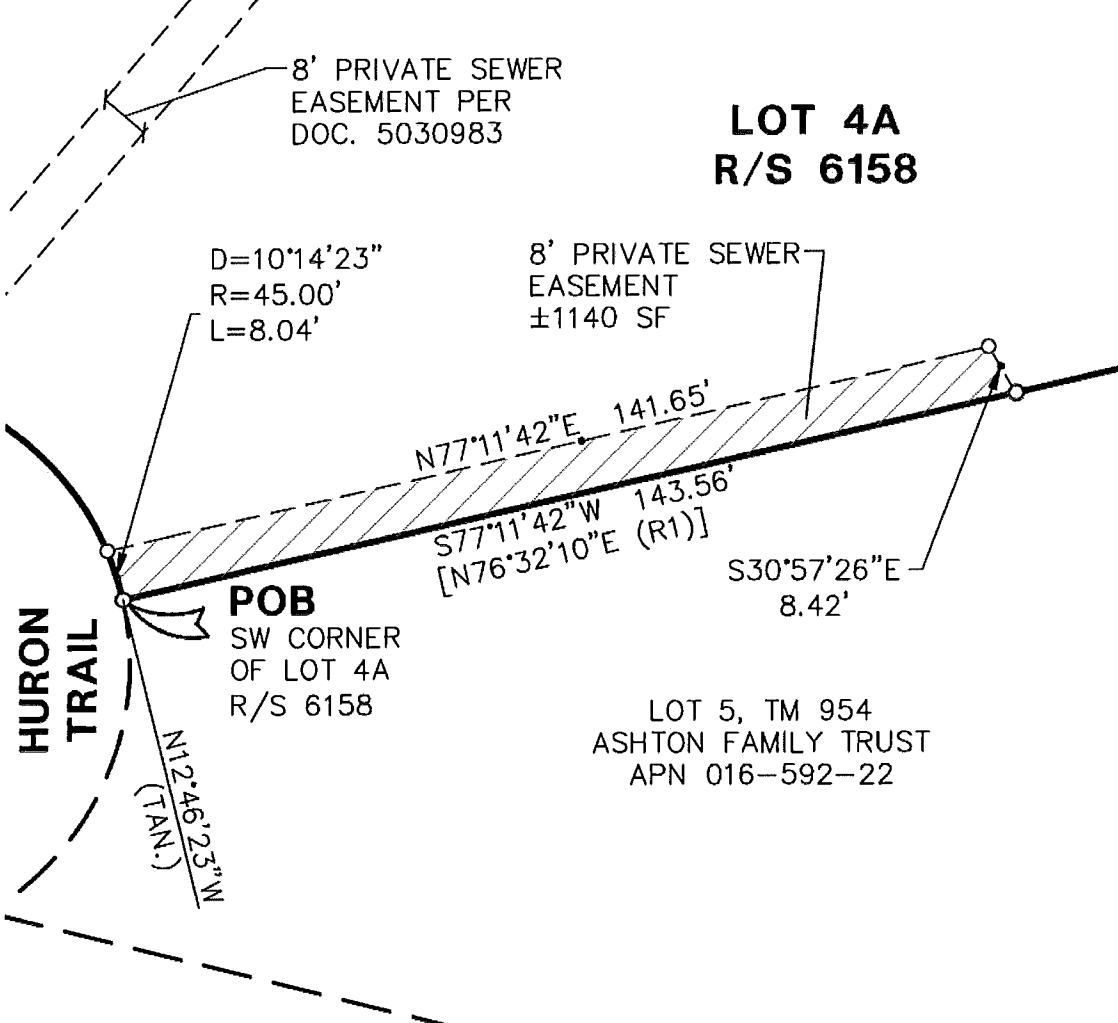 8' PRIVATE SEWER
EASEMENT PER
DOC. 5030983
LOT 4A
R/S 6158
D=10°14'23"
R=45.00'
L=8.04'
8' PRIVATE SEWER
EASEMENT
±1140 SF
N77°11'42"E 141.65'
S77°11'42"W 143.56'
[N76°32'10"E (R1)]
S30°57'26"E
8.42'
POB
SW CORNER
OF LOT 4A
R/S 6158
HURON
TRAIL
N12°46'23"W
(TAN.)
LOT 5, TM 954
ASHTON FAMILY TRUST
APN 016-592-22